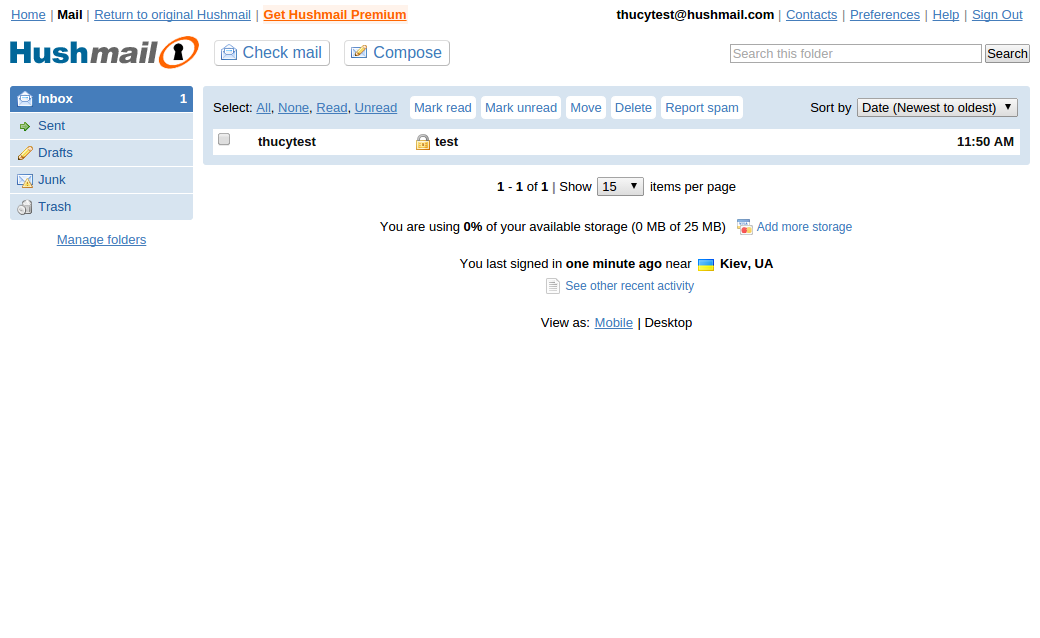 Home | Mail | Return to original Hushmail | Get Hushmail Premium thucytest@hushmail.com | Contacts | Preferences | Help | Sign Out
Hushmail Check mail Compose Search this folder Search
Inbox 1
Sent
Drafts
Junk
Trash
Manage folders
Select: All, None, Read, Unread Mark read Mark unread Move Delete Report spam Sort by Date (Newest to oldest)
thucytest test 11:50 AM
1 - 1 of 1 | Show 15 items per page
You are using 0% of your available storage (0 MB of 25 MB) Add more storage
You last signed in one minute ago near Kiev, UA
See other recent activity
View as: Mobile | Desktop